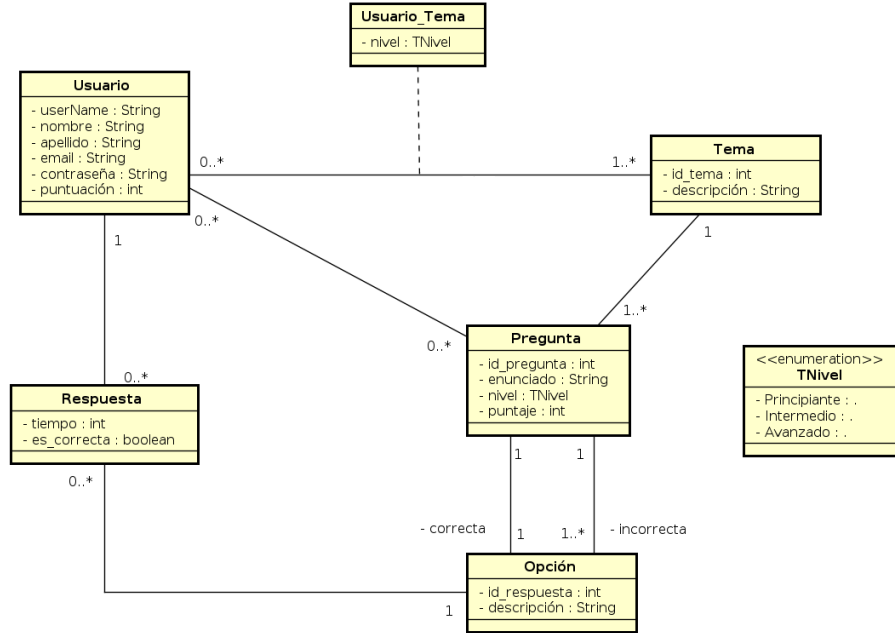 Usuario_Tema
- nivel : TNivel
Usuario
- userName : String
- nombre : String
- apellido : String
- email : String
- contraseña : String
- puntuación : int
0..*
1..*
Tema
- id_tema : int
- descripción : String
0..*
1
1
1..*
0..*
Pregunta
- id_pregunta : int
- enunciado : String
- nivel : TNivel
- puntaje : int
<<enumeration>>
TNivel
- Principiante : .
- Intermedio : .
- Avanzado : .
0..*
Respuesta
- tiempo : int
- es_correcta : boolean
0..*
1
1
- correcta
1
1..*
- incorrecta
Opción
- id_respuesta : int
- descripción : String
1